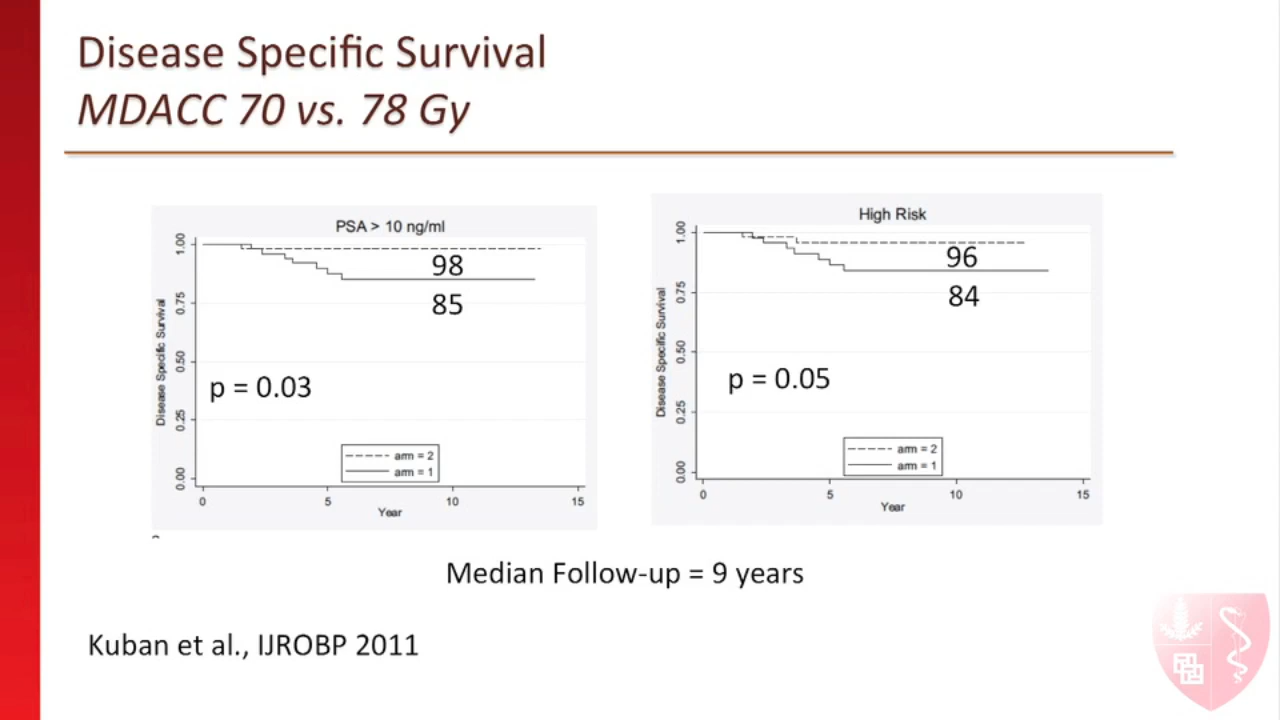 Disease Specific Survival
MDACC 70 vs. 78 Gy
PSA > 10 ng/ml
Disease Specific Survival
1.00
0.75
0.50
0.25
0.00
98
85
p = 0.03
arm = 2
arm = 1
0 5 10 15
Year
High Risk
Disease Specific Survival
1.00
0.75
0.50
0.25
0.00
96
84
p = 0.05
arm = 2
arm = 1
0 5 10 15
Year
Median Follow-up = 9 years
Kuban et al., IJROBP 2011